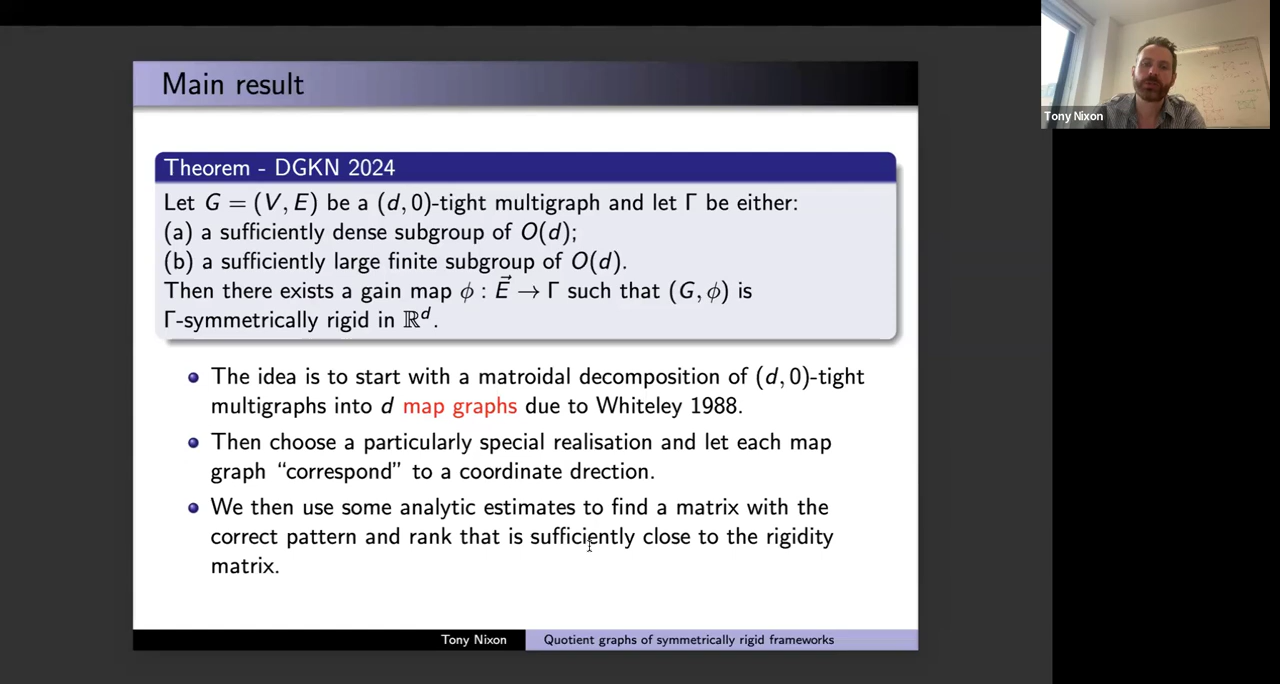 Main result
Theorem - DGKN 2024
Let G = (V, E) be a (d, 0)-tight multigraph and let Γ be either:
(a) a sufficiently dense subgroup of O(d);
(b) a sufficiently large finite subgroup of O(d).
Then there exists a gain map ϕ : E⃗ → Γ such that (G, ϕ) is
Γ-symmetrically rigid in ℝᵈ.
The idea is to start with a matroidal decomposition of (d, 0)-tight
multigraphs into d map graphs due to Whiteley 1988.
Then choose a particularly special realisation and let each map
graph “correspond” to a coordinate drection.
We then use some analytic estimates to find a matrix with the
correct pattern and rank that is sufficiently close to the rigidity
matrix.
Tony Nixon
Quotient graphs of symmetrically rigid frameworks
Tony Nixon